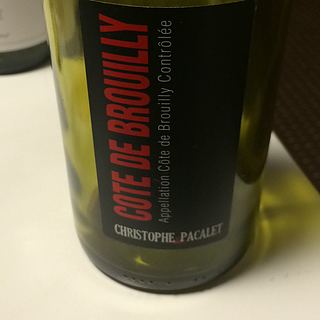 COTE DE BROUILLY
Appellation Côte de Brouilly Contrôlée
CHRISTOPHE PACALET